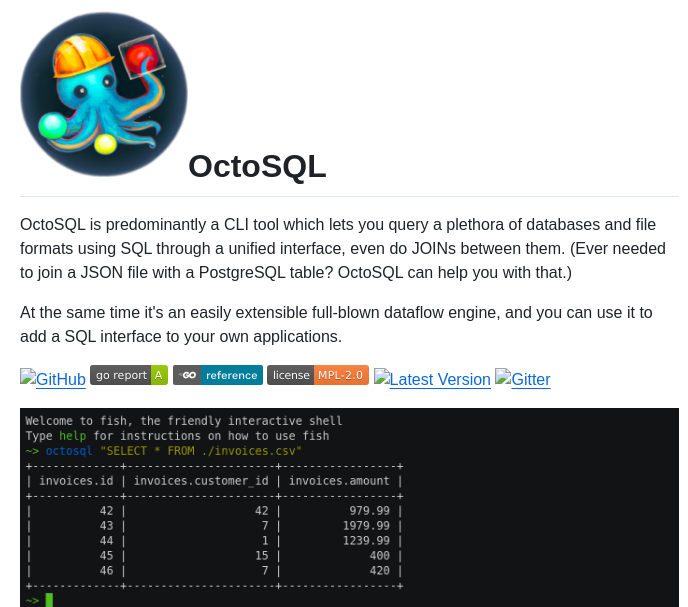 OctoSQL
OctoSQL is predominantly a CLI tool which lets you query a plethora of databases and file
formats using SQL through a unified interface, even do JOINs between them. (Ever needed
to join a JSON file with a PostgreSQL table? OctoSQL can help you with that.)
At the same time it's an easily extensible full-blown dataflow engine, and you can use it to
add a SQL interface to your own applications.
GitHub go report A GO reference license MPL-2.0 Latest Version Gitter
Welcome to fish, the friendly interactive shell
Type help for instructions on how to use fish
~> octosql "SELECT * FROM ./invoices.csv"
+-------------+----------------------+-----------------+
| invoices.id | invoices.customer_id | invoices.amount |
+-------------+----------------------+-----------------+
|          42 |                   42 |          979.99 |
|          43 |                    7 |         1979.99 |
|          44 |                    1 |         1239.99 |
|          45 |                   15 |             400 |
|          46 |                    7 |             420 |
+-------------+----------------------+-----------------+
~>